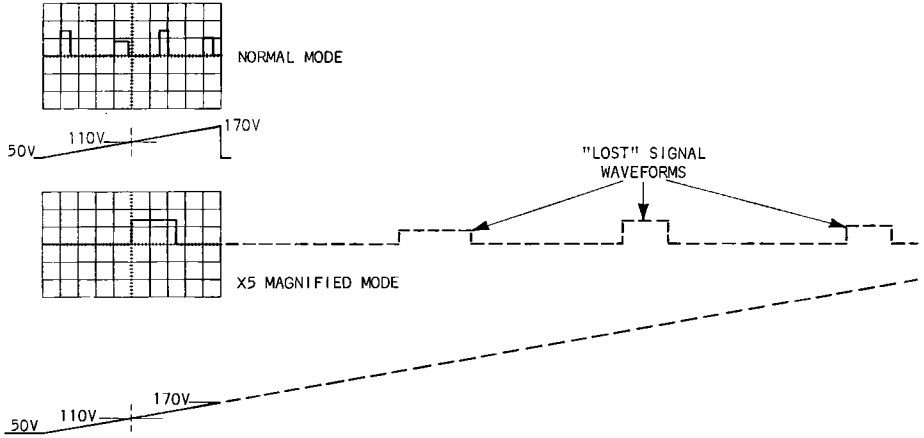 NORMAL MODE
170V
110V
50V
"LOST" SIGNAL
WAVEFORMS
X5 MAGNIFIED MODE
170V
110V
50V